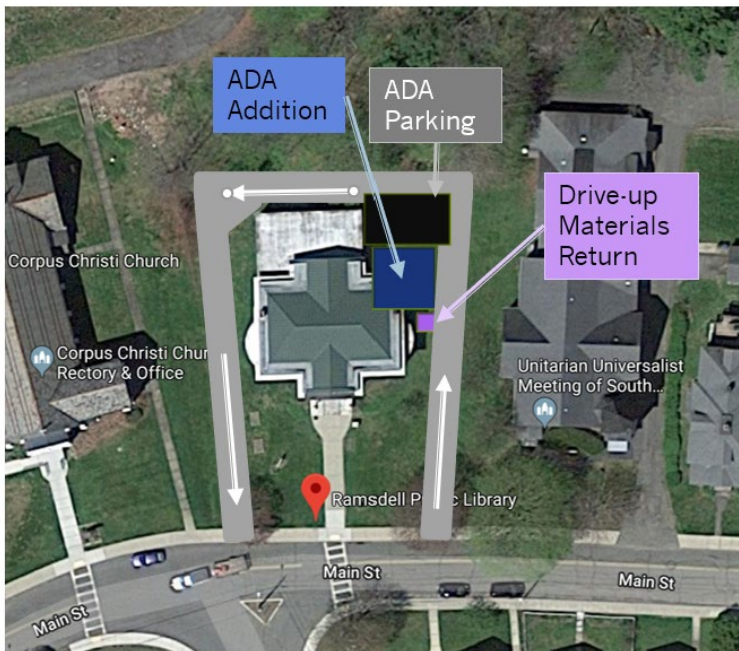 ADA
Addition
ADA
Parking
Drive-up
Materials
Return
Corpus Christi Church
Corpus Christi Chur
Rectory & Office
Unitarian Universalist
Meeting of South...
Ramsdell Public Library
Main St
Main St
Main St